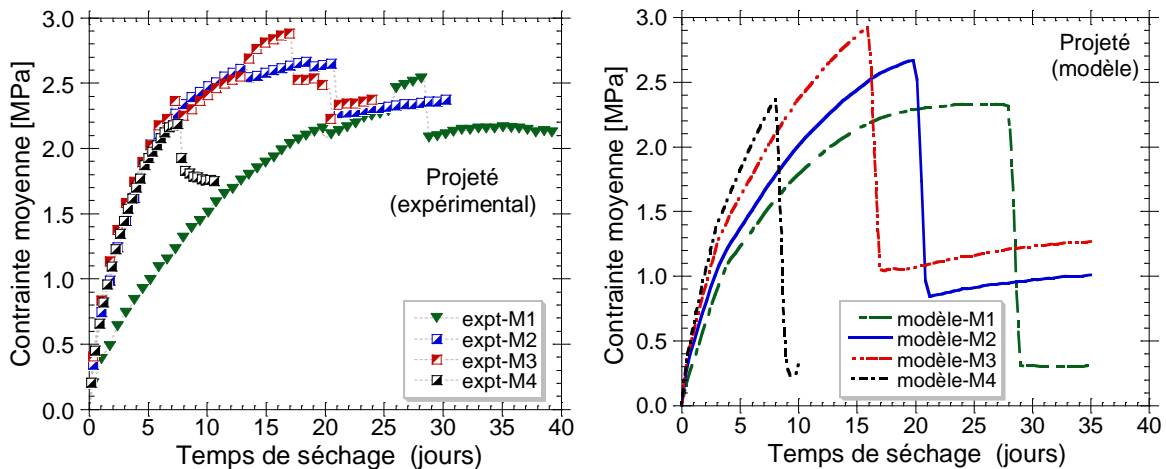 Contrainte moyenne [MPa]
3.0
2.5
2.0
1.5
1.0
0.5
0.0
Projeté
(expérimental)
expt-M1
expt-M2
expt-M3
expt-M4
0 5 10 15 20 25 30 35 40
Temps de séchage (jours)
Contrainte moyenne [MPa]
3.0
2.5
2.0
1.5
1.0
0.5
0.0
Projeté
(modèle)
modèle-M1
modèle-M2
modèle-M3
modèle-M4
0 5 10 15 20 25 30 35 40
Temps de séchage (jours)